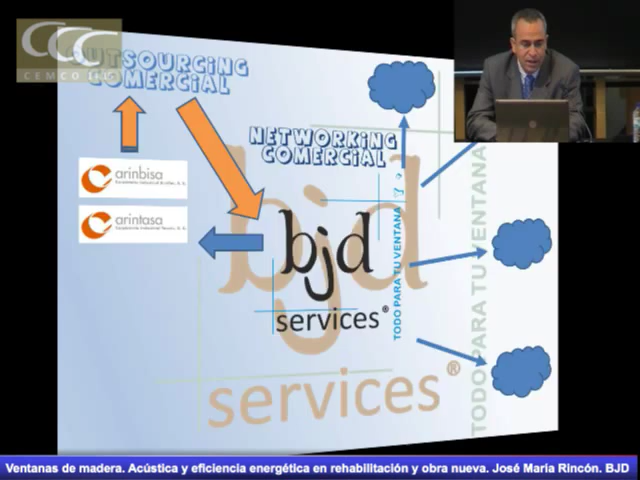 CCC
CEMCO
OUTSOURCING
COMERCIAL
NETWORKING
COMERCIAL
arinbisa
arintasa
bjd
services®
TODO PARA TU VENTANA
bjd
services®
TODO PARA TU VENTANA
Ventanas de madera. Acústica y eficiencia energética en rehabilitación y obra nueva. José María Rincón. BJD